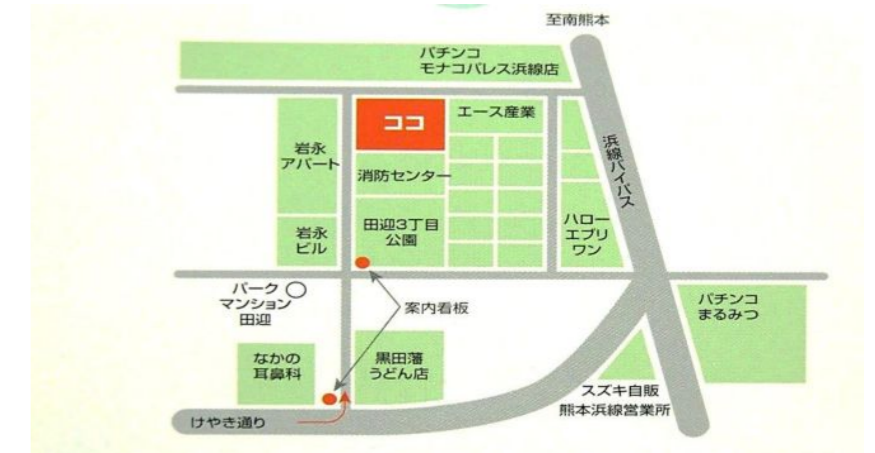 至南熊本
パチンコ
モナコパレス浜線店
ココ
エース産業
岩永
アパート
消防センター
浜線バイパス
岩永
ビル
田迎3丁目
公園
ハロー
エブリ
ワン
パーク
マンション
田迎
案内看板
パチンコ
まるみつ
なかの
耳鼻科
黒田藩
うどん店
スズキ自販
熊本浜線営業所
けやき通り